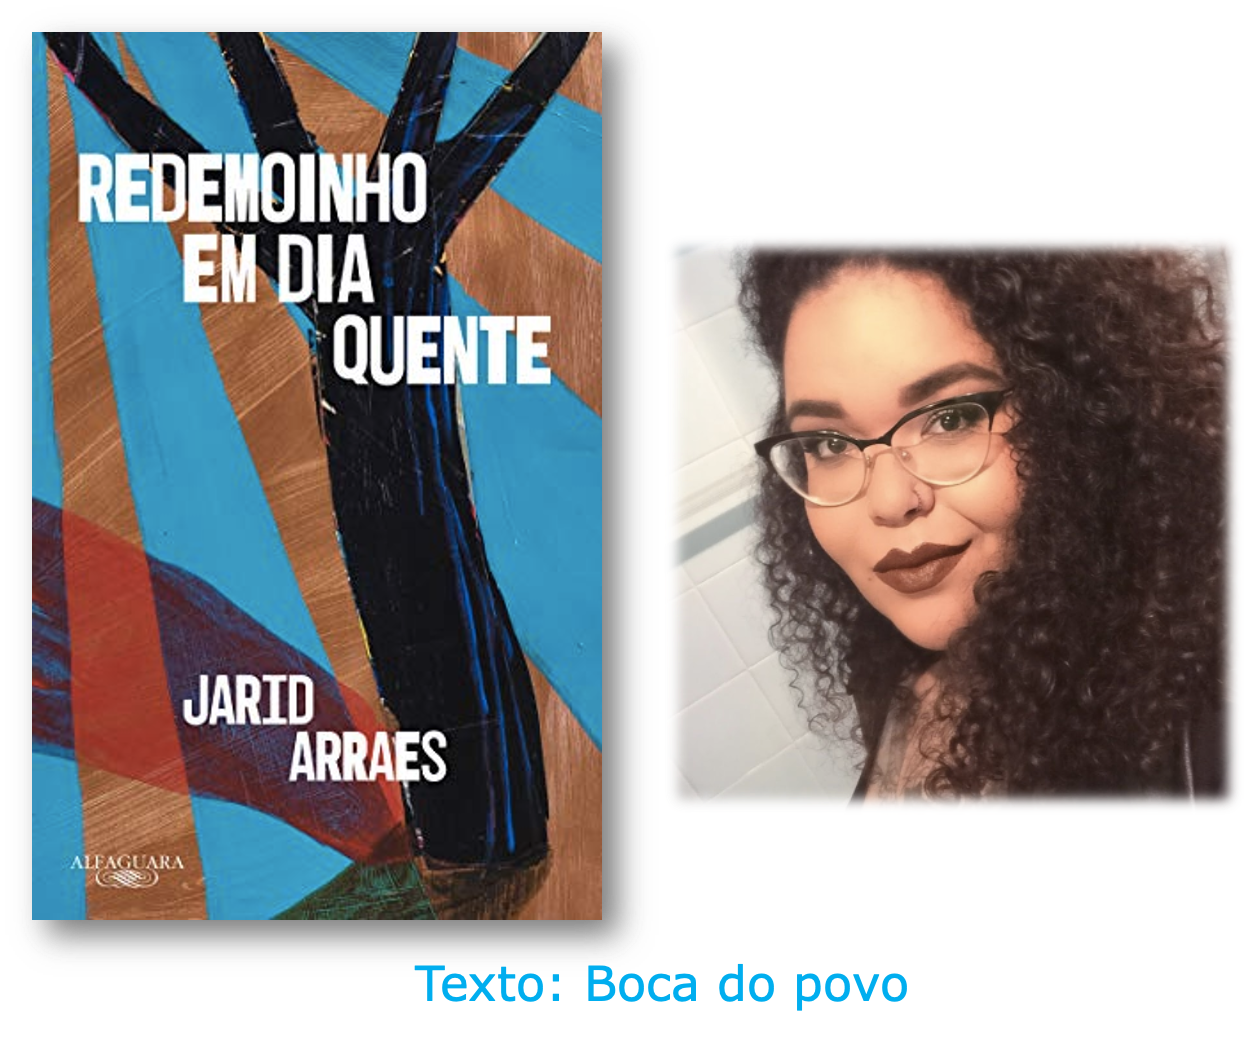 REDEMOINHO
EM DIA
QUENTE
JARID
ARRAES
ALFAGUARA
Texto: Boca do povo